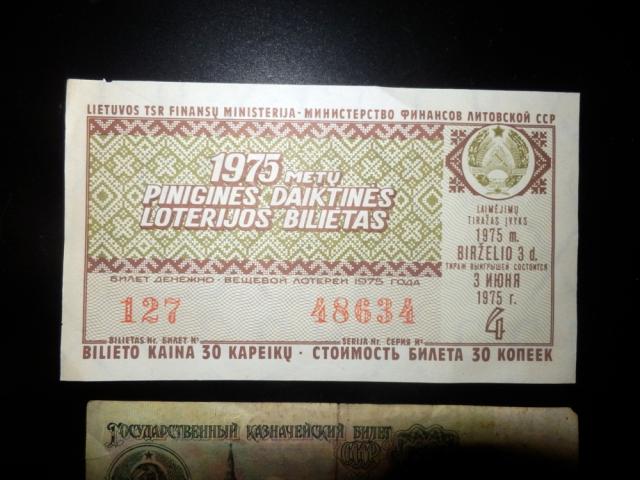 LIETUVOS TSR FINANSŲ MINISTERIJA - МИНИСТЕРСТВО ФИНАНСОВ ЛИТОВСКОЙ ССР
1975 METŲ
PINIGINĖS DAIKTINĖS
LOTERIJOS BILIETAS
БИЛЕТ ДЕНЕЖНО - ВЕЩЕВОЙ ЛОТЕРЕИ 1975 ГОДА
127 48634
BILIETAS Nr. БИЛЕТ № SERIJA Nr. СЕРИЯ №
LAIMĖJIMŲ
TIRAŽAS ĮVYKS
1975 m.
BIRŽELIO 3 d.
ТИРАЖ ВЫИГРЫШЕЙ СОСТОИТСЯ
3 ИЮНЯ
1975 г.
4
BILIETO KAINA 30 KAPEIKŲ · СТОИМОСТЬ БИЛЕТА 30 КОПЕЕК
ГОСУДАРСТВЕННЫЙ КАЗНАЧЕЙСКИЙ БИЛЕТ
СССР